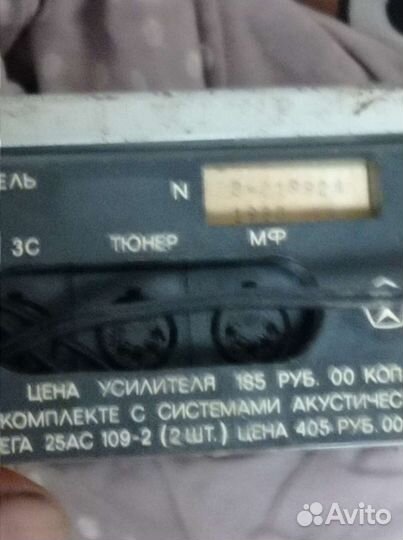 ЕЛЬ N
ЗС ТЮНЕР МФ
ЦЕНА УСИЛИТЕЛЯ 185 РУБ. 00 КОП
КОМПЛЕКТЕ С СИСТЕМАМИ АКУСТИЧЕС
ЕГА 25АС 109-2 (2 ШТ.) ЦЕНА 405 РУБ. 00
Avito